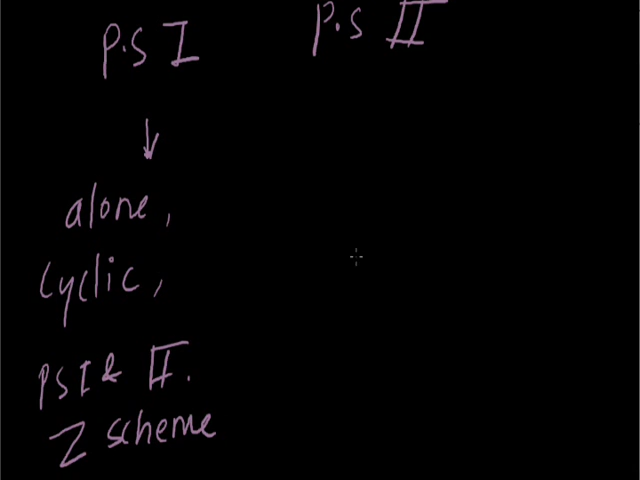 P.S I
P.S II
alone,
Cyclic,
PS I & II.
Z scheme